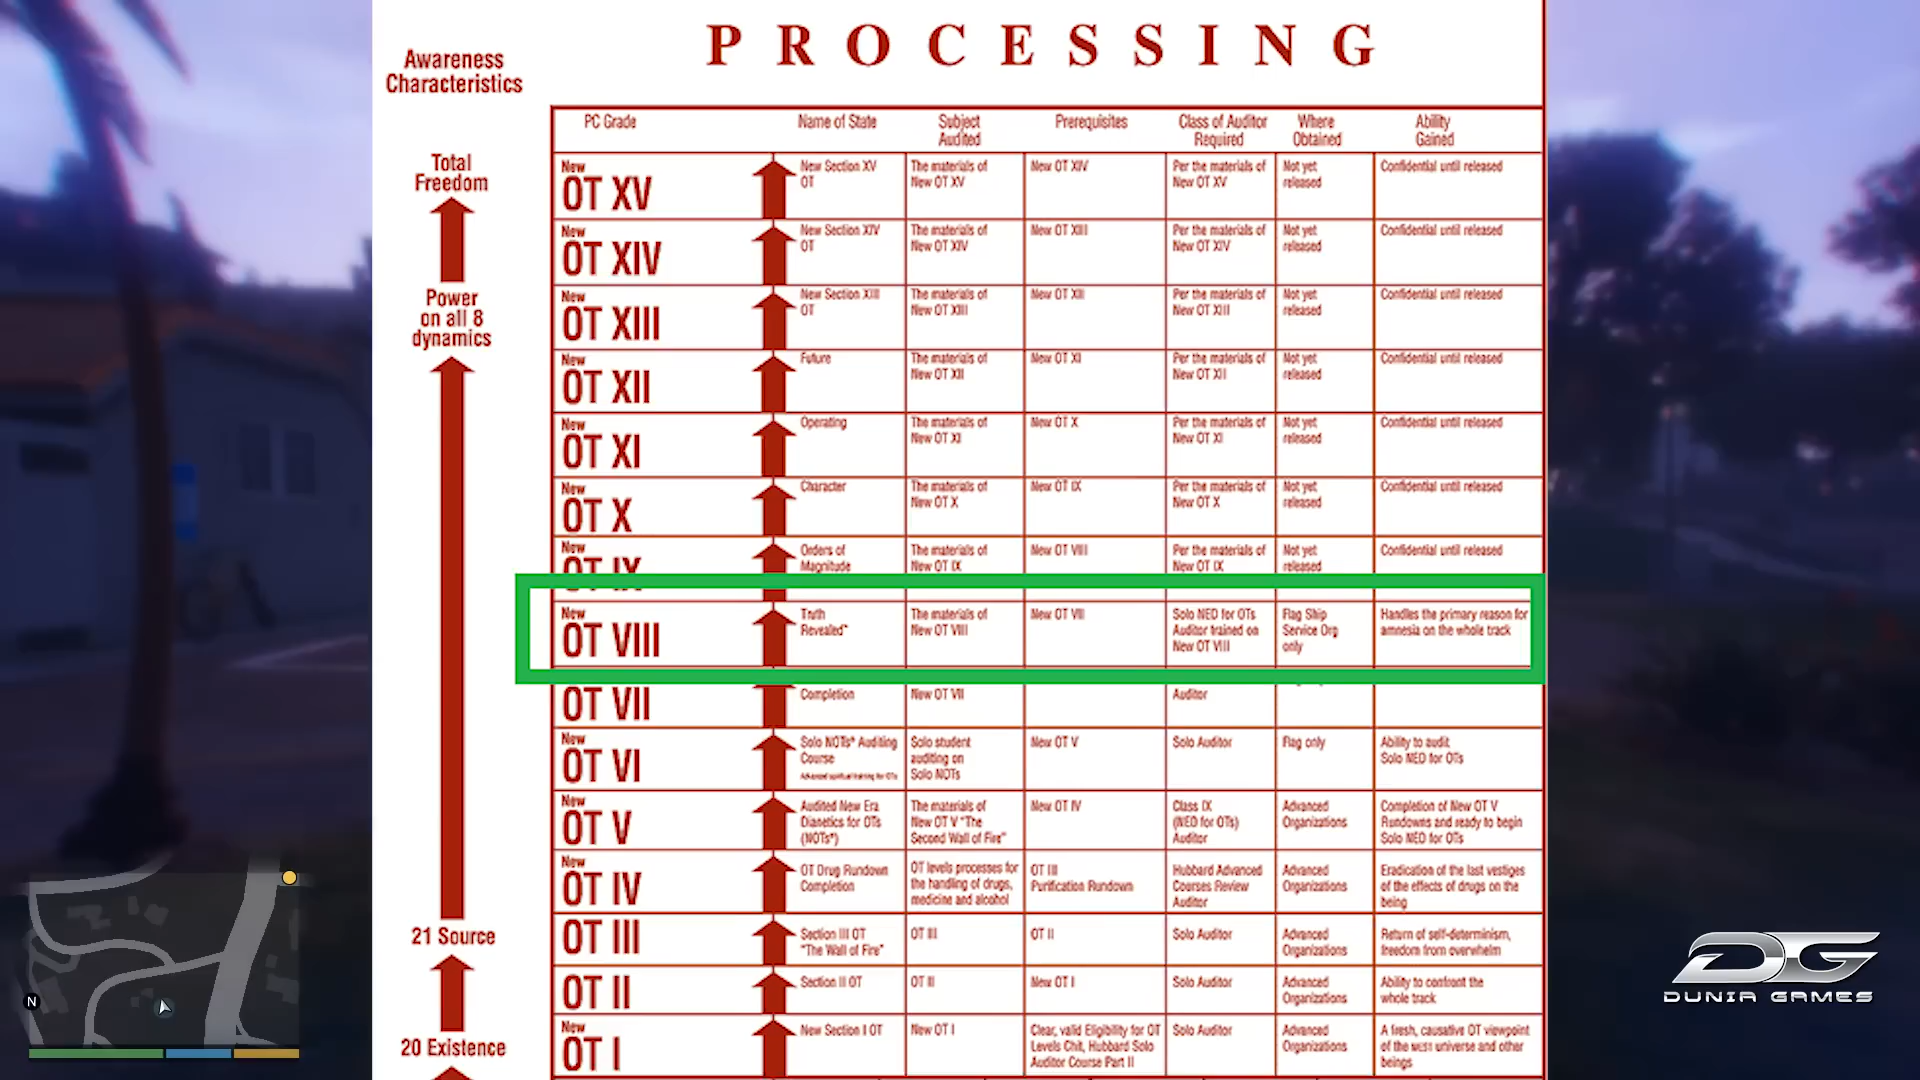 PROCESSING
Awareness
Characteristics
PC Grade
Name of State
Subject
Audited
Prerequisites
Class of Auditor
Required
Where
Obtained
Ability
Gained
Total
Freedom
Power
on all 8
dynamics
21 Source
20 Existence
New
OT XV
New Section XV
OT
The materials of
New OT XV
New OT XIV
Per the materials of
New OT XV
Not yet
released
Confidential until released
New
OT XIV
New Section XIV
OT
The materials of
New OT XIV
New OT XIII
Per the materials of
New OT XIV
Not yet
released
Confidential until released
New
OT XIII
New Section XIII
OT
The materials of
New OT XIII
New OT XII
Per the materials of
New OT XIII
Not yet
released
Confidential until released
New
OT XII
Future
The materials of
New OT XII
New OT XI
Per the materials of
New OT XII
Not yet
released
Confidential until released
New
OT XI
Operating
The materials of
New OT XI
New OT X
Per the materials of
New OT XI
Not yet
released
Confidential until released
New
OT X
Character
The materials of
New OT X
New OT IX
Per the materials of
New OT X
Not yet
released
Confidential until released
New
OT IX
Orders of
Magnitude
The materials of
New OT IX
New OT VIII
Per the materials of
New OT IX
Not yet
released
Confidential until released
New
OT VIII
Truth
Revealed*
The materials of
New OT VIII
New OT VII
Solo NED for OTs
Auditor trained on
New OT VIII
Flag Ship
Service Org
only
Handles the primary reason for
amnesia on the whole track
OT VII
Completion
New OT VII
Auditor
New
OT VI
Solo NOTs* Auditing
Course
Advanced spiritual training for OTs
Solo student
auditing on
Solo NOTs
New OT V
Solo Auditor
Flag only
Ability to audit
Solo NED for OTs
New
OT V
Audited New Era
Dianetics for OTs
(NOTs*)
The materials of
New OT V "The
Second Wall of Fire"
New OT IV
Class IX
(NED for OTs)
Auditor
Advanced
Organizations
Completion of New OT V
Rundowns and ready to begin
Solo NED for OTs
New
OT IV
OT Drug Rundown
Completion
OT levels processes for
the handling of drugs,
medicine and alcohol
OT III
Purification Rundown
Hubbard Advanced
Courses Review
Auditor
Advanced
Organizations
Eradication of the last vestiges
of the effects of drugs on the
being
OT III
Section III OT
"The Wall of Fire"
OT III
OT II
Solo Auditor
Advanced
Organizations
Return of self-determinism,
freedom from overwhelm
OT II
Section II OT
OT II
New OT I
Solo Auditor
Advanced
Organizations
Ability to confront the
whole track
New
OT I
New Section I OT
New OT I
Clear, valid Eligibility for OT
Levels Chit, Hubbard Solo
Auditor Course Part II
Solo Auditor
Advanced
Organizations
A fresh, causative OT viewpoint
of the MEST universe and other
beings
N
DG
DUNIA GAMES